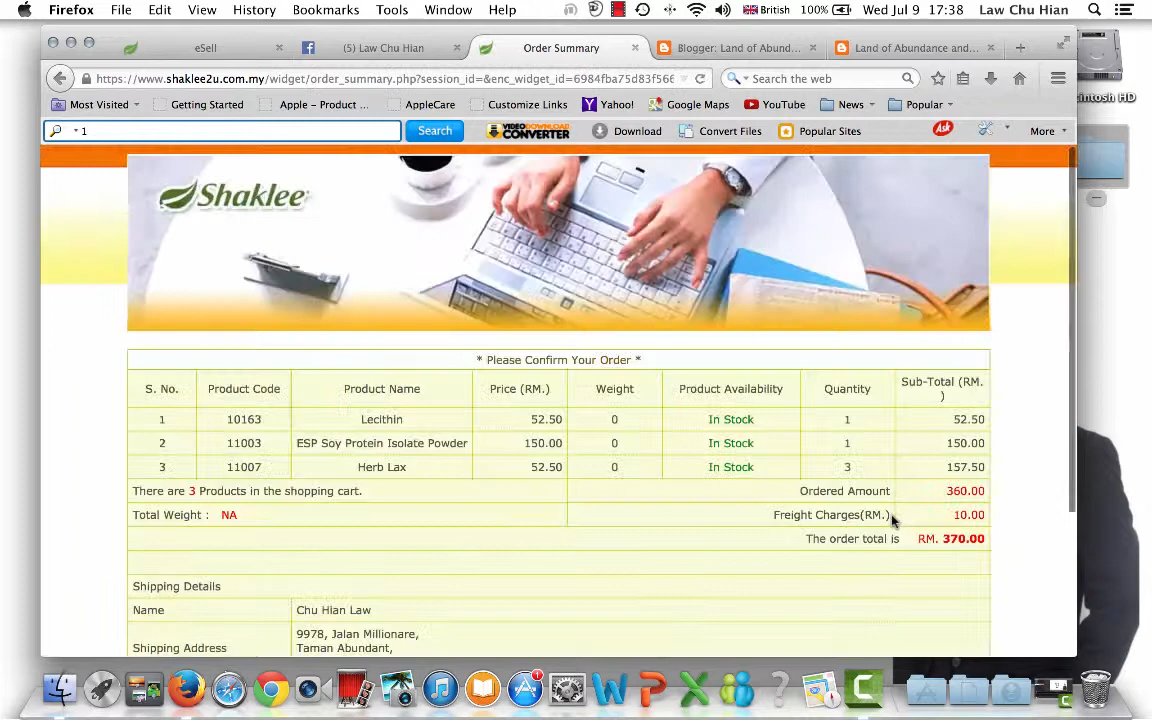 Firefox File Edit View History Bookmarks Tools Window Help British 100% Wed Jul 9 17:38 Law Chu Hian
eSell (5) Law Chu Hian Order Summary Blogger: Land of Abund... Land of Abundance and...
https://www.shaklee2u.com.my/widget/order_summary.php?session_id=&enc_widget_id=6984fba75d83f56 Search the web
Most Visited Getting Started Apple – Product ... AppleCare Customize Links Yahoo! Google Maps YouTube News Popular
1 Search VIDEO DOWNLOAD CONVERTER Download Convert Files Popular Sites Ask More
Shaklee
* Please Confirm Your Order *
S. No. Product Code Product Name Price (RM.) Weight Product Availability Quantity Sub-Total (RM.
)
1 10163 Lecithin 52.50 0 In Stock 1 52.50
2 11003 ESP Soy Protein Isolate Powder 150.00 0 In Stock 1 150.00
3 11007 Herb Lax 52.50 0 In Stock 3 157.50
There are 3 Products in the shopping cart. Ordered Amount 360.00
Total Weight : NA Freight Charges(RM.) 10.00
The order total is RM. 370.00
Shipping Details
Name Chu Hian Law
9978, Jalan Millionare,
Shipping Address Taman Abundant,